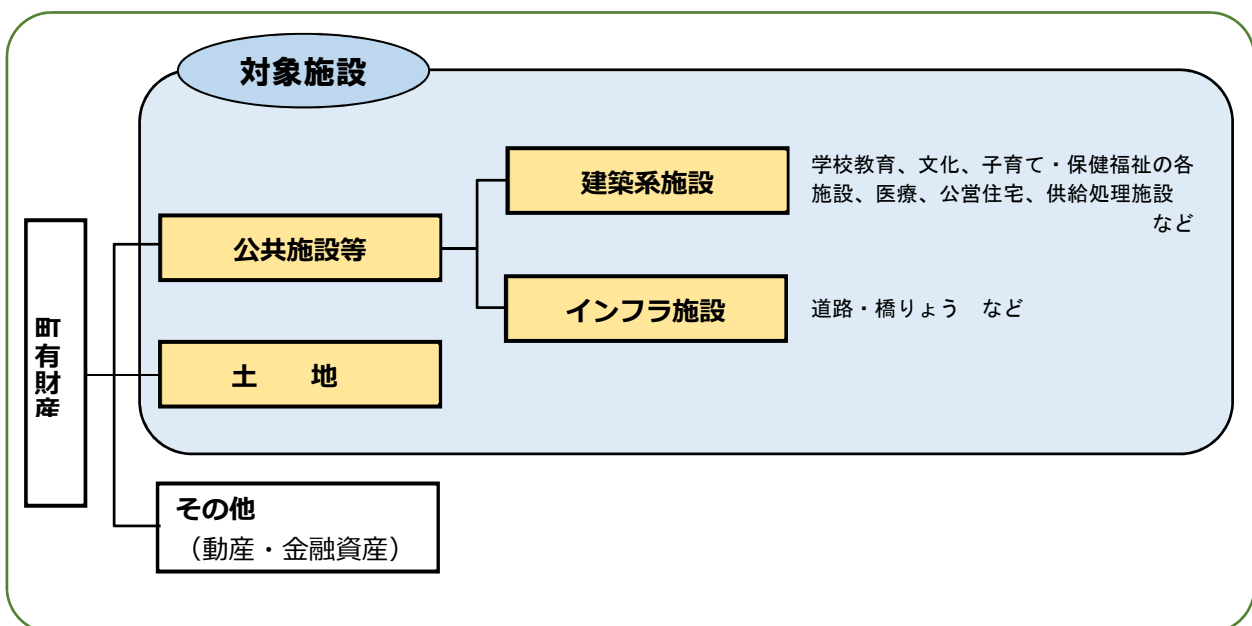 対象施設
建築系施設
学校教育、文化、子育て・保健福祉の各
施設、医療、公営住宅、供給処理施設
など
公共施設等
インフラ施設
道路・橋りょう　など
町有財産
土　　地
その他
（動産・金融資産）